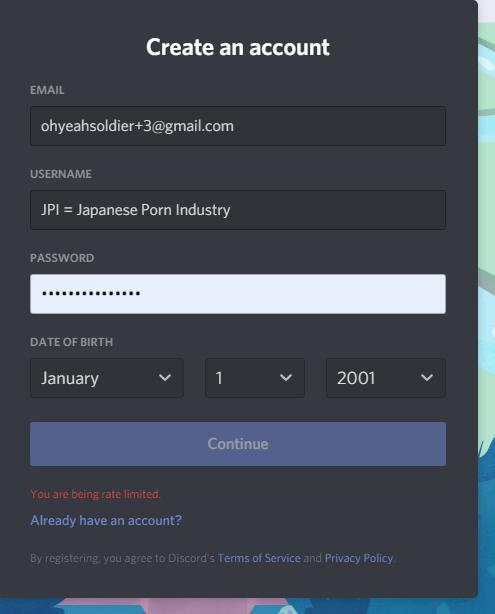 Create an account
EMAIL
ohyeahsoldier+3@gmail.com
USERNAME
JPI = Japanese Porn Industry
PASSWORD
•••••••••••••••
DATE OF BIRTH
January 1 2001
Continue
You are being rate limited.
Already have an account?
By registering, you agree to Discord's Terms of Service and Privacy Policy.